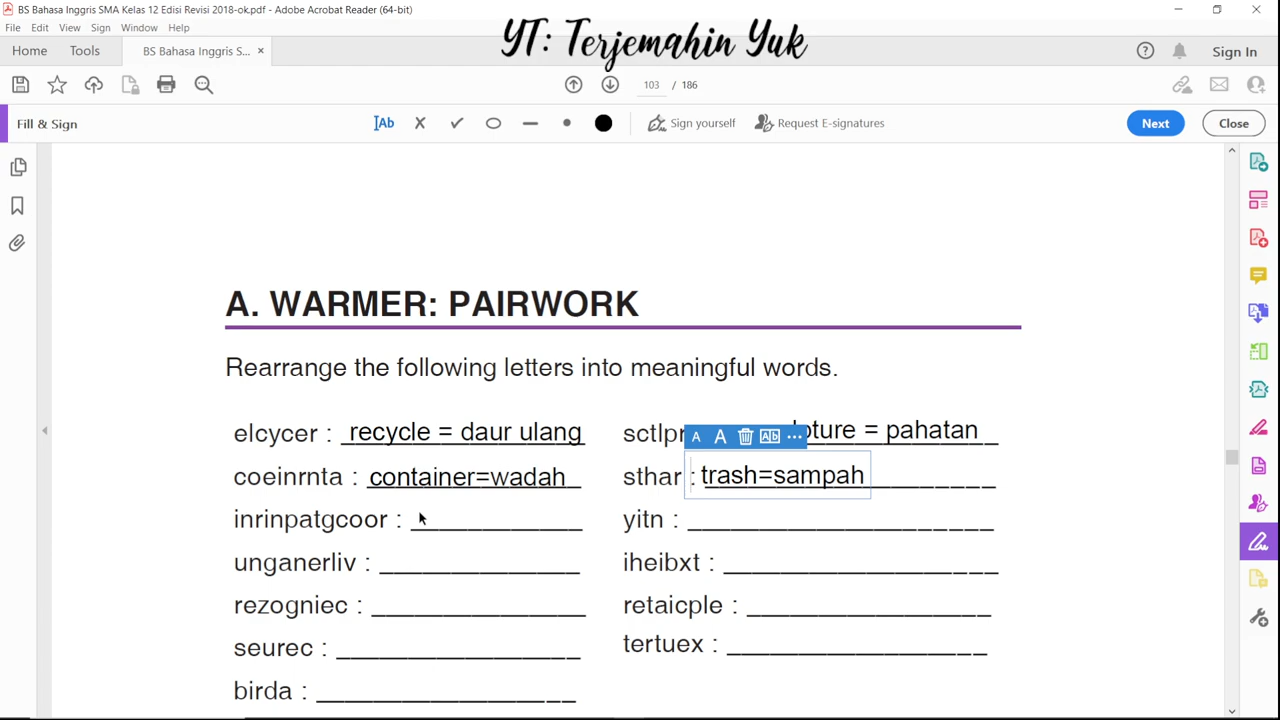 BS Bahasa Inggris SMA Kelas 12 Edisi Revisi 2018-ok.pdf - Adobe Acrobat Reader (64-bit)
YT: Terjemahin Yuk
File Edit View Sign Window Help
Home Tools BS Bahasa Inggris S... × Sign In
103 / 186
Fill & Sign Ab Sign yourself Request E-signatures Next Close
A. WARMER: PAIRWORK
Rearrange the following letters into meaningful words.
elcycer : recycle = daur ulang
coeinrnta : container=wadah
inrinpatgcoor :
unganerliv :
rezogniec :
seurec :
birda :
pture = pahatan
A A Ab ...
sthar : trash=sampah
yitn :
iheibxt :
retaicple :
tertuex :